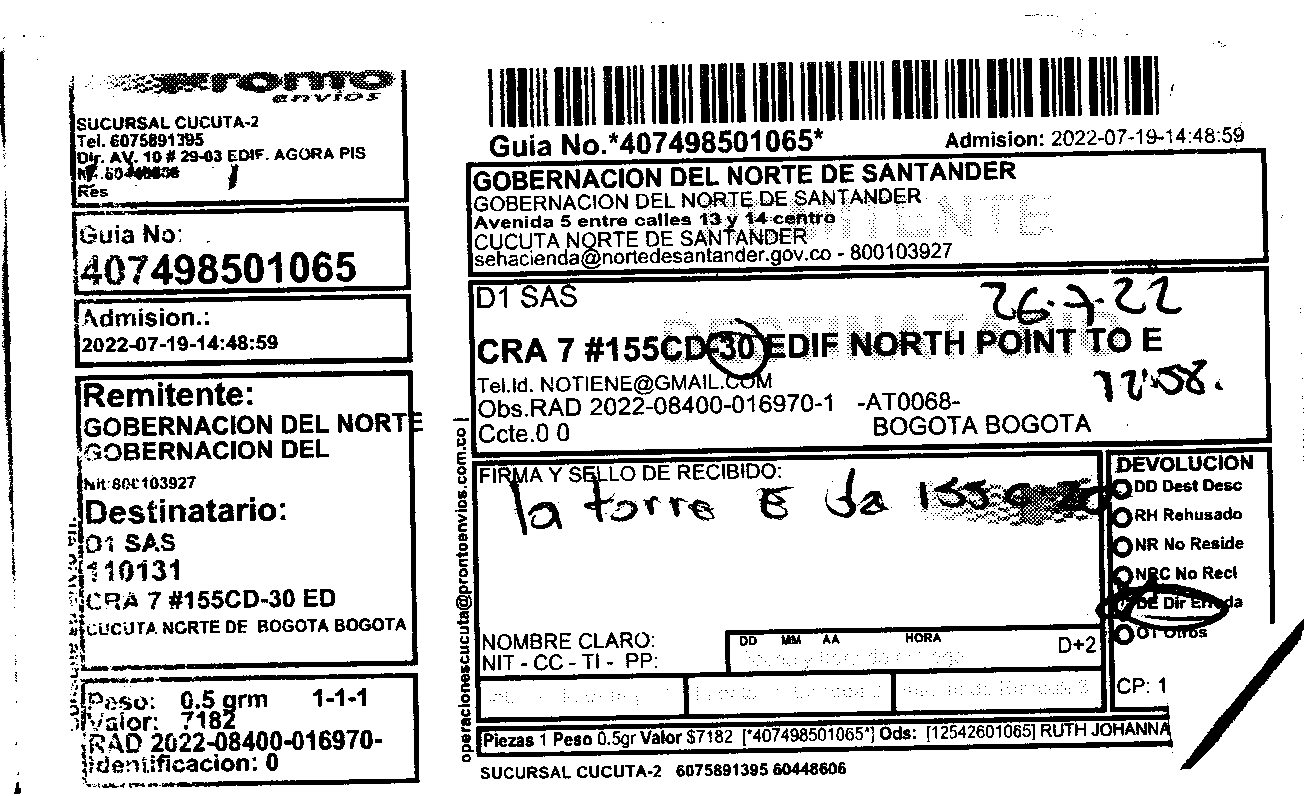 pronto
envios
SUCURSAL CUCUTA-2
Tel. 6075891395
Dir. AV. 10 # 29-03 EDIF. AGORA PIS
Res
Guia No:
407498501065
Admision.:
2022-07-19-14:48:59
Remitente:
GOBERNACION DEL NORTE
GOBERNACION DEL
Nit:800103927
Destinatario:
D1 SAS
110131
CRA 7 #155CD-30 ED
CUCUTA NORTE DE BOGOTA BOGOTA
Peso: 0.5 grm 1-1-1
Valor: 7182
RAD 2022-08400-016970-
Identificacion: 0
Guia No.*407498501065* Admision: 2022-07-19-14:48:59
GOBERNACION DEL NORTE DE SANTANDER
GOBERNACION DEL NORTE DE SANTANDER
Avenida 5 entre calles 13 y 14 centro
CUCUTA NORTE DE SANTANDER
sehacienda@nortedesantander.gov.co - 800103927
REMITENTE
D1 SAS
26-7-22
DESTINATARIO
CRA 7 #155CD-30 EDIF NORTH POINT TO E
Tel.Id. NOTIENE@GMAIL.COM
12:58.
Obs.RAD 2022-08400-016970-1 -AT0068-
Ccte.0 0 BOGOTA BOGOTA
operacionescucuta@prontoenvios.com.co |
FIRMA Y SELLO DE RECIBIDO:
la torre E da
NOMBRE CLARO:
NIT - CC - TI - PP:
DD MM AA HORA
D+2
DEVOLUCION
DD Dest Desc
RH Rehusado
NR No Reside
NRC No Recl
DE Dir Errada
OT Otros
CP: 1
Piezas 1 Peso 0.5gr Valor $7182 [*407498501065*] Ods: [12542601065] RUTH JOHANNA
SUCURSAL CUCUTA-2 6075891395 60448606